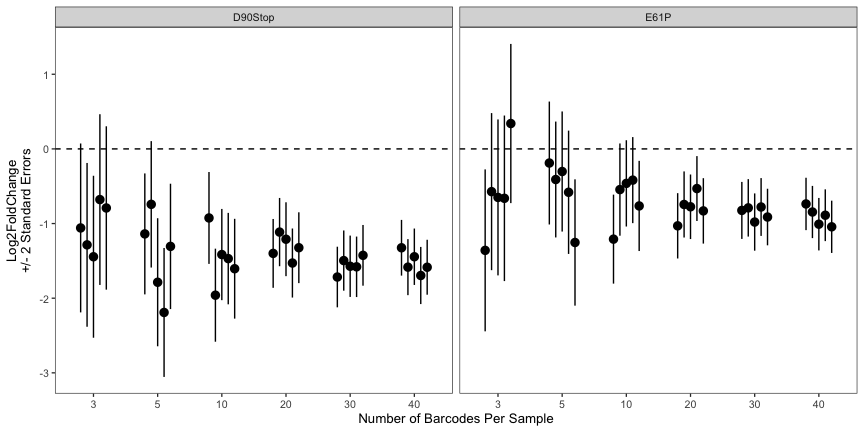 D90Stop
E61P
Log2FoldChange
+/- 2 Standard Errors
1
0
-1
-2
-3
3 5 10 20 30 40
3 5 10 20 30 40
Number of Barcodes Per Sample